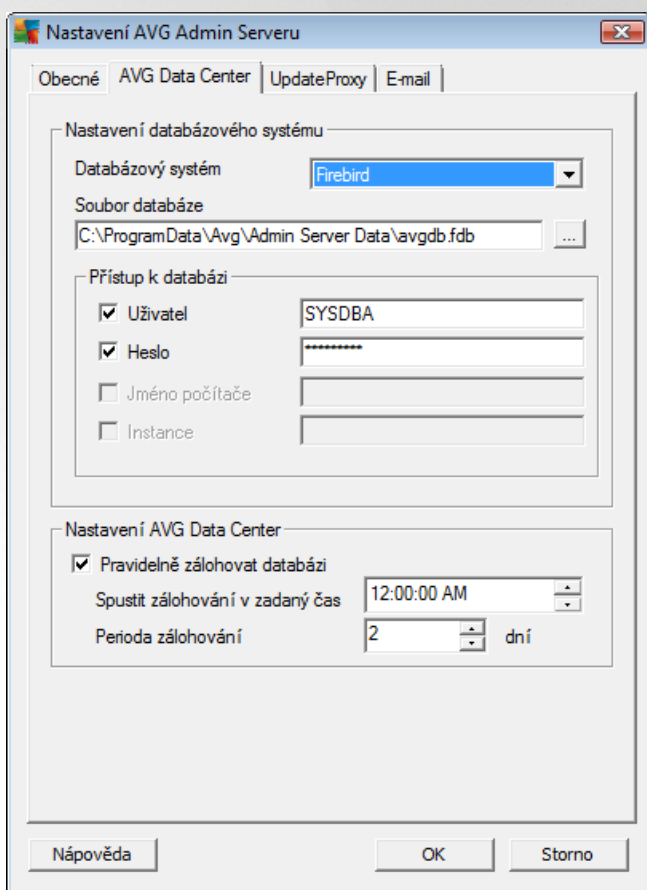 Nastavení AVG Admin Serveru
Obecné AVG Data Center UpdateProxy E-mail
Nastavení databázového systému
Databázový systém Firebird
Soubor databáze
C:\ProgramData\Avg\Admin Server Data\avgdb.fdb ...
Přístup k databázi
Uživatel SYSDBA
Heslo *********
Jméno počítače
Instance
Nastavení AVG Data Center
Pravidelně zálohovat databázi
Spustit zálohování v zadaný čas 12:00:00 AM
Perioda zálohování 2 dní
Nápověda OK Storno